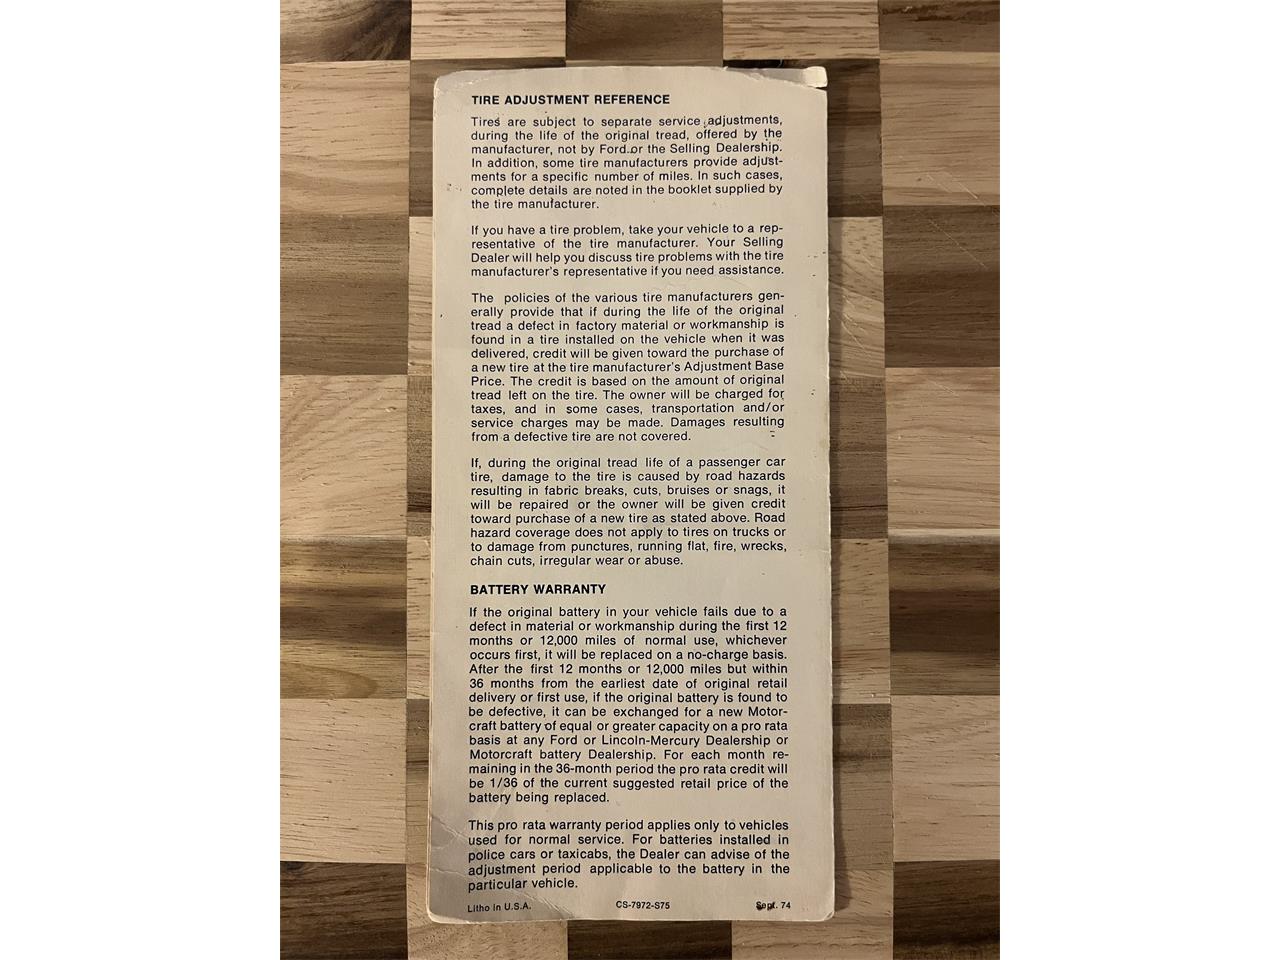 TIRE ADJUSTMENT REFERENCE
Tires are subject to separate service adjustments,
during the life of the original tread, offered by the
manufacturer, not by Ford or the Selling Dealership.
In addition, some tire manufacturers provide adjust-
ments for a specific number of miles. In such cases,
complete details are noted in the booklet supplied by
the tire manufacturer.
If you have a tire problem, take your vehicle to a rep-
resentative of the tire manufacturer. Your Selling
Dealer will help you discuss tire problems with the tire
manufacturer's representative if you need assistance.
The policies of the various tire manufacturers gen-
erally provide that if during the life of the original
tread a defect in factory material or workmanship is
found in a tire installed on the vehicle when it was
delivered, credit will be given toward the purchase of
a new tire at the tire manufacturer's Adjustment Base
Price. The credit is based on the amount of original
tread left on the tire. The owner will be charged for
taxes, and in some cases, transportation and/or
service charges may be made. Damages resulting
from a defective tire are not covered.
If, during the original tread life of a passenger car
tire, damage to the tire is caused by road hazards
resulting in fabric breaks, cuts, bruises or snags, it
will be repaired or the owner will be given credit
toward purchase of a new tire as stated above. Road
hazard coverage does not apply to tires on trucks or
to damage from punctures, running flat, fire, wrecks,
chain cuts, irregular wear or abuse.
BATTERY WARRANTY
If the original battery in your vehicle fails due to a
defect in material or workmanship during the first 12
months or 12,000 miles of normal use, whichever
occurs first, it will be replaced on a no-charge basis.
After the first 12 months or 12,000 miles but within
36 months from the earliest date of original retail
delivery or first use, if the original battery is found to
be defective, it can be exchanged for a new Motor-
craft battery of equal or greater capacity on a pro rata
basis at any Ford or Lincoln-Mercury Dealership or
Motorcraft battery Dealership. For each month re-
maining in the 36-month period the pro rata credit will
be 1/36 of the current suggested retail price of the
battery being replaced.
This pro rata warranty period applies only to vehicles
used for normal service. For batteries installed in
police cars or taxicabs, the Dealer can advise of the
adjustment period applicable to the battery in the
particular vehicle.
Litho in U.S.A. CS-7972-S75 Sept. 74